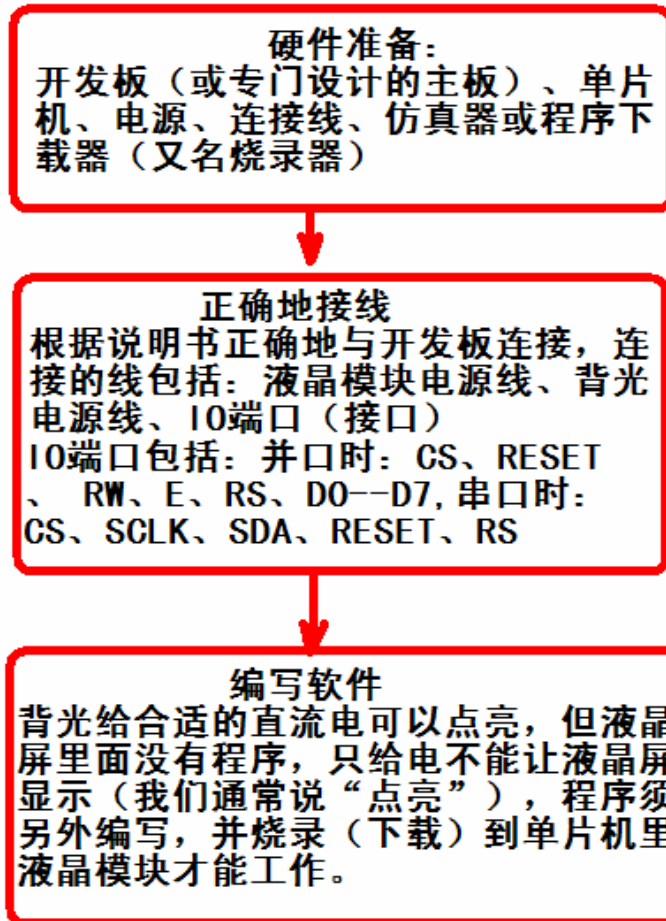 硬件准备：
开发板（或专门设计的主板）、单片
机、电源、连接线、仿真器或程序下
载器（又名烧录器）
正确地接线
根据说明书正确地与开发板连接，连
接的线包括：液晶模块电源线、背光
电源线、IO端口（接口）
IO端口包括：并口时：CS、RESET
、 RW、E、RS、D0--D7,串口时：
CS、SCLK、SDA、RESET、RS
编写软件
背光给合适的直流电可以点亮，但液晶
屏里面没有程序，只给电不能让液晶屏
显示（我们通常说“点亮”），程序须
另外编写，并烧录（下载）到单片机里
液晶模块才能工作。